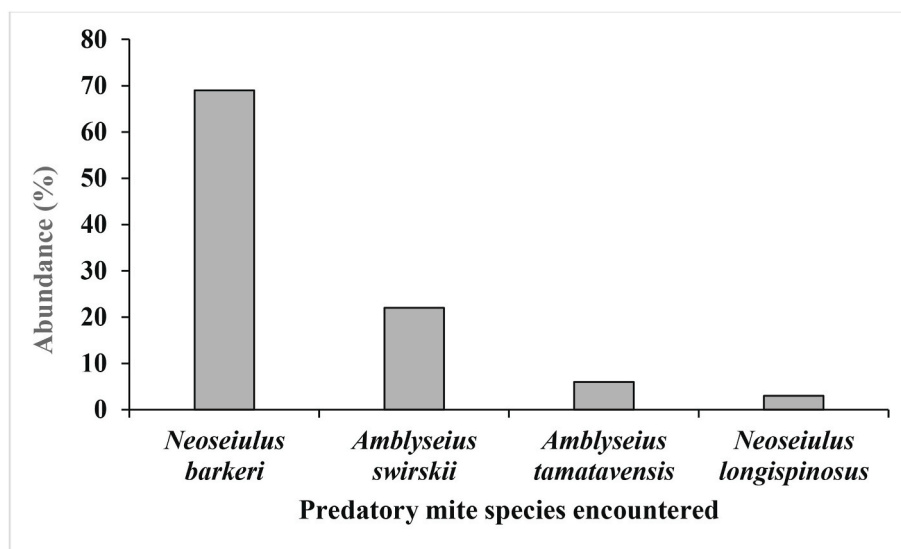 80
70
60
50
40
30
20
10
0
Abundance (%)
Neoseiulus
barkeri
Amblyseius
swirskii
Amblyseius
tamatavensis
Neoseiulus
longispinosus
Predatory mite species encountered